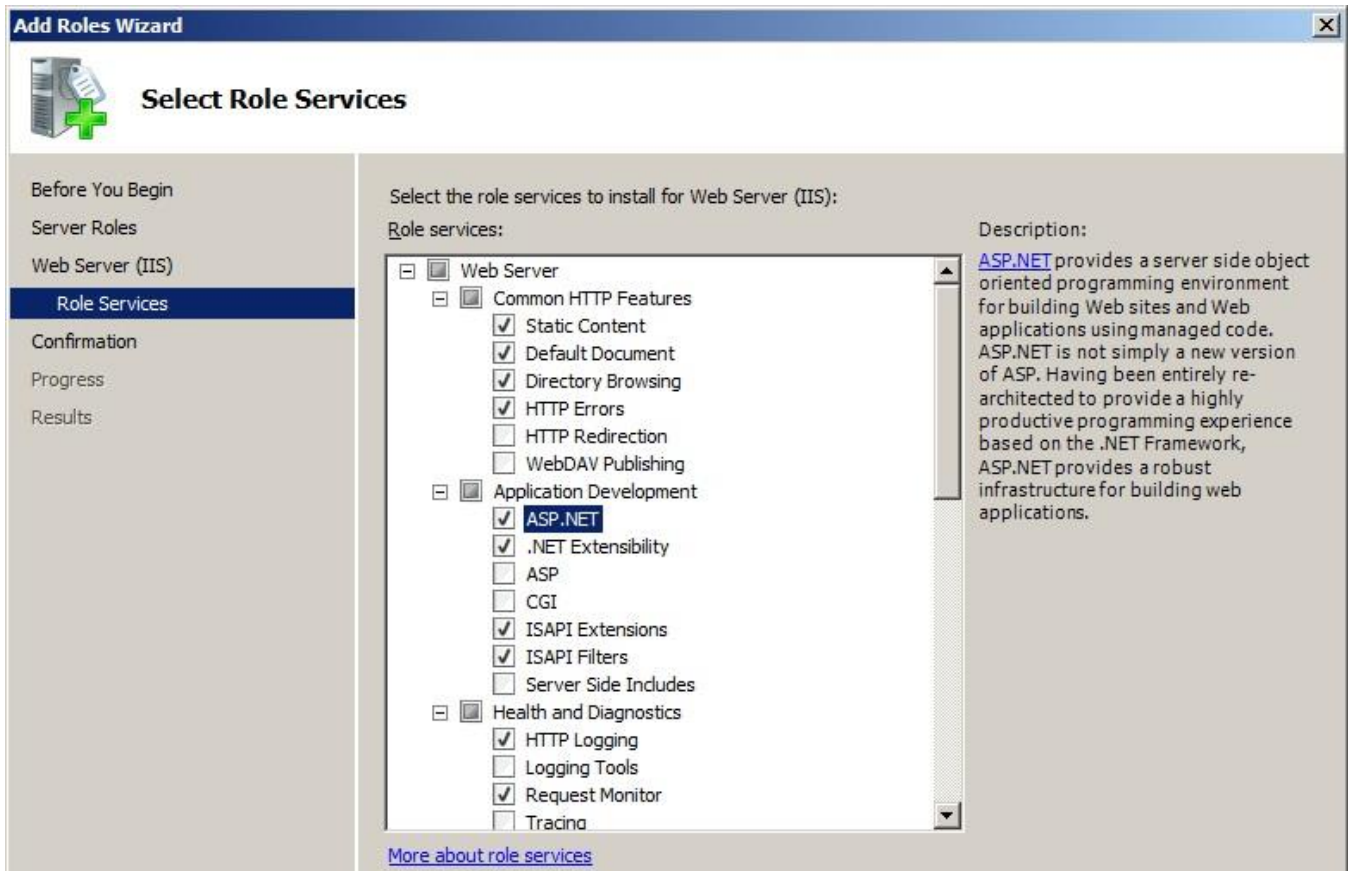 Add Roles Wizard
Select Role Services
Before You Begin
Server Roles
Web Server (IIS)
Role Services
Confirmation
Progress
Results
Select the role services to install for Web Server (IIS):
Role services:
Web Server
Common HTTP Features
Static Content
Default Document
Directory Browsing
HTTP Errors
HTTP Redirection
WebDAV Publishing
Application Development
ASP.NET
.NET Extensibility
ASP
CGI
ISAPI Extensions
ISAPI Filters
Server Side Includes
Health and Diagnostics
HTTP Logging
Logging Tools
Request Monitor
Tracing
More about role services
Description:
ASP.NET provides a server side object
oriented programming environment
for building Web sites and Web
applications using managed code.
ASP.NET is not simply a new version
of ASP. Having been entirely re-
architected to provide a highly
productive programming experience
based on the .NET Framework,
ASP.NET provides a robust
infrastructure for building web
applications.